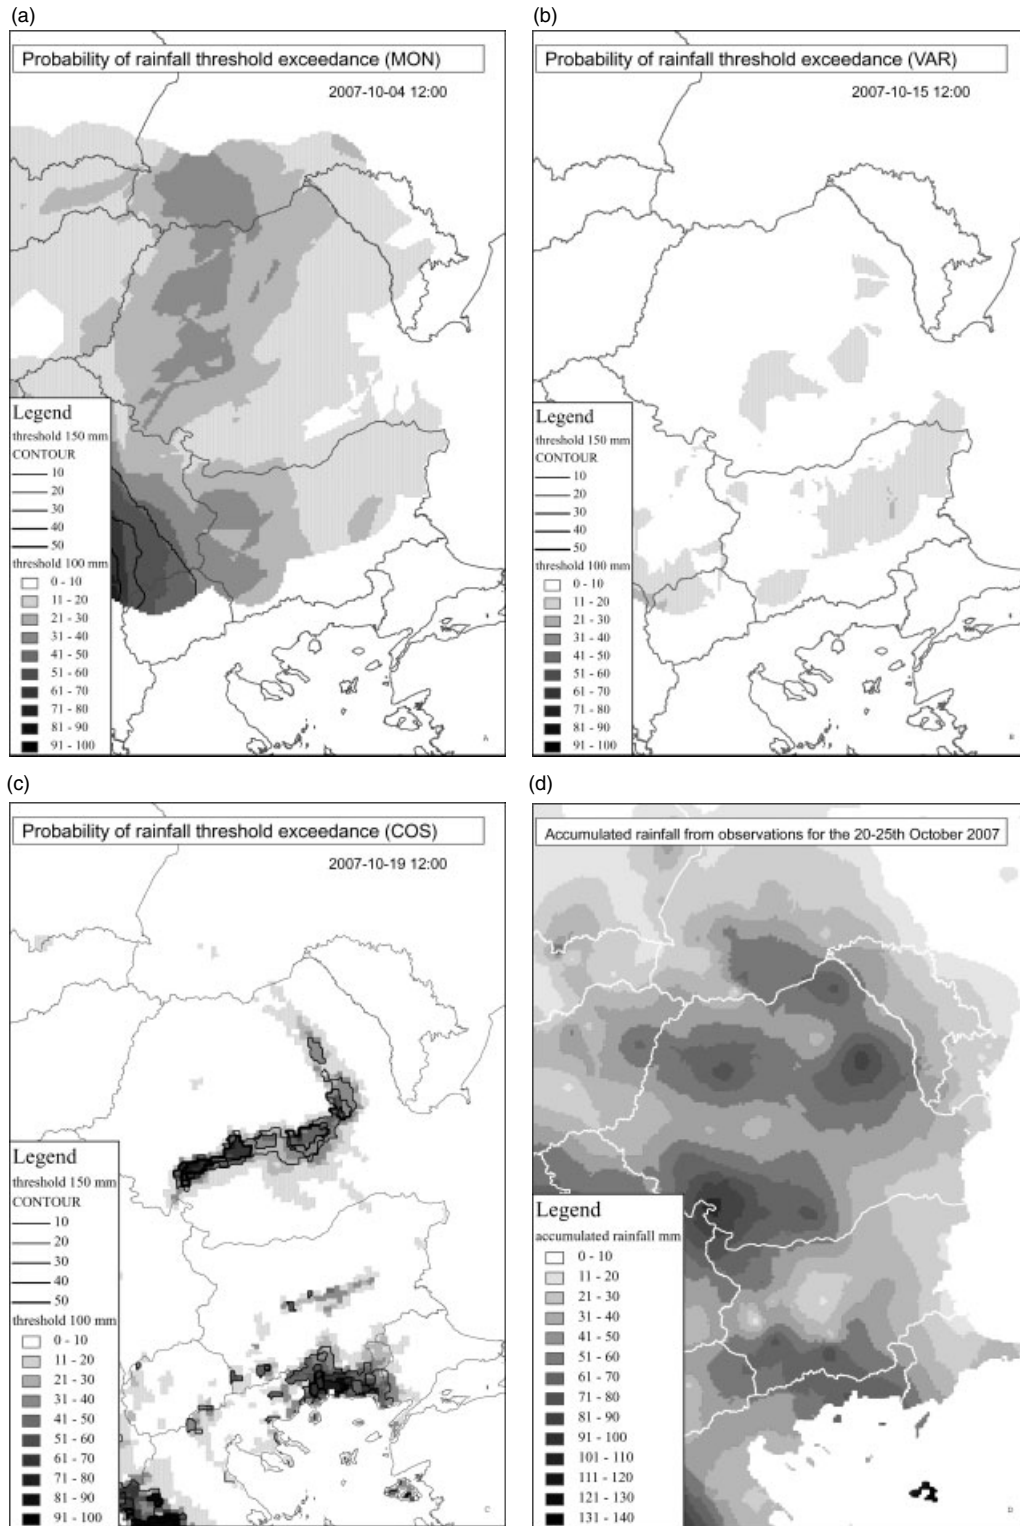 (a)
Probability of rainfall threshold exceedance (MON)
2007-10-04 12:00
Legend
threshold 150 mm
CONTOUR
10
20
30
40
50
threshold 100 mm
0 - 10
11 - 20
21 - 30
31 - 40
41 - 50
51 - 60
61 - 70
71 - 80
81 - 90
91 - 100
A
(b)
Probability of rainfall threshold exceedance (VAR)
2007-10-15 12:00
Legend
threshold 150 mm
CONTOUR
10
20
30
40
50
threshold 100 mm
0 - 10
11 - 20
21 - 30
31 - 40
41 - 50
51 - 60
61 - 70
71 - 80
81 - 90
91 - 100
B
(c)
Probability of rainfall threshold exceedance (COS)
2007-10-19 12:00
Legend
threshold 150 mm
CONTOUR
10
20
30
40
50
threshold 100 mm
0 - 10
11 - 20
21 - 30
31 - 40
41 - 50
51 - 60
61 - 70
71 - 80
81 - 90
91 - 100
C
(d)
Accumulated rainfall from observations for the 20-25th October 2007
Legend
accumulated rainfall mm
0 - 10
11 - 20
21 - 30
31 - 40
41 - 50
51 - 60
61 - 70
71 - 80
81 - 90
91 - 100
101 - 110
111 - 120
121 - 130
131 - 140
D